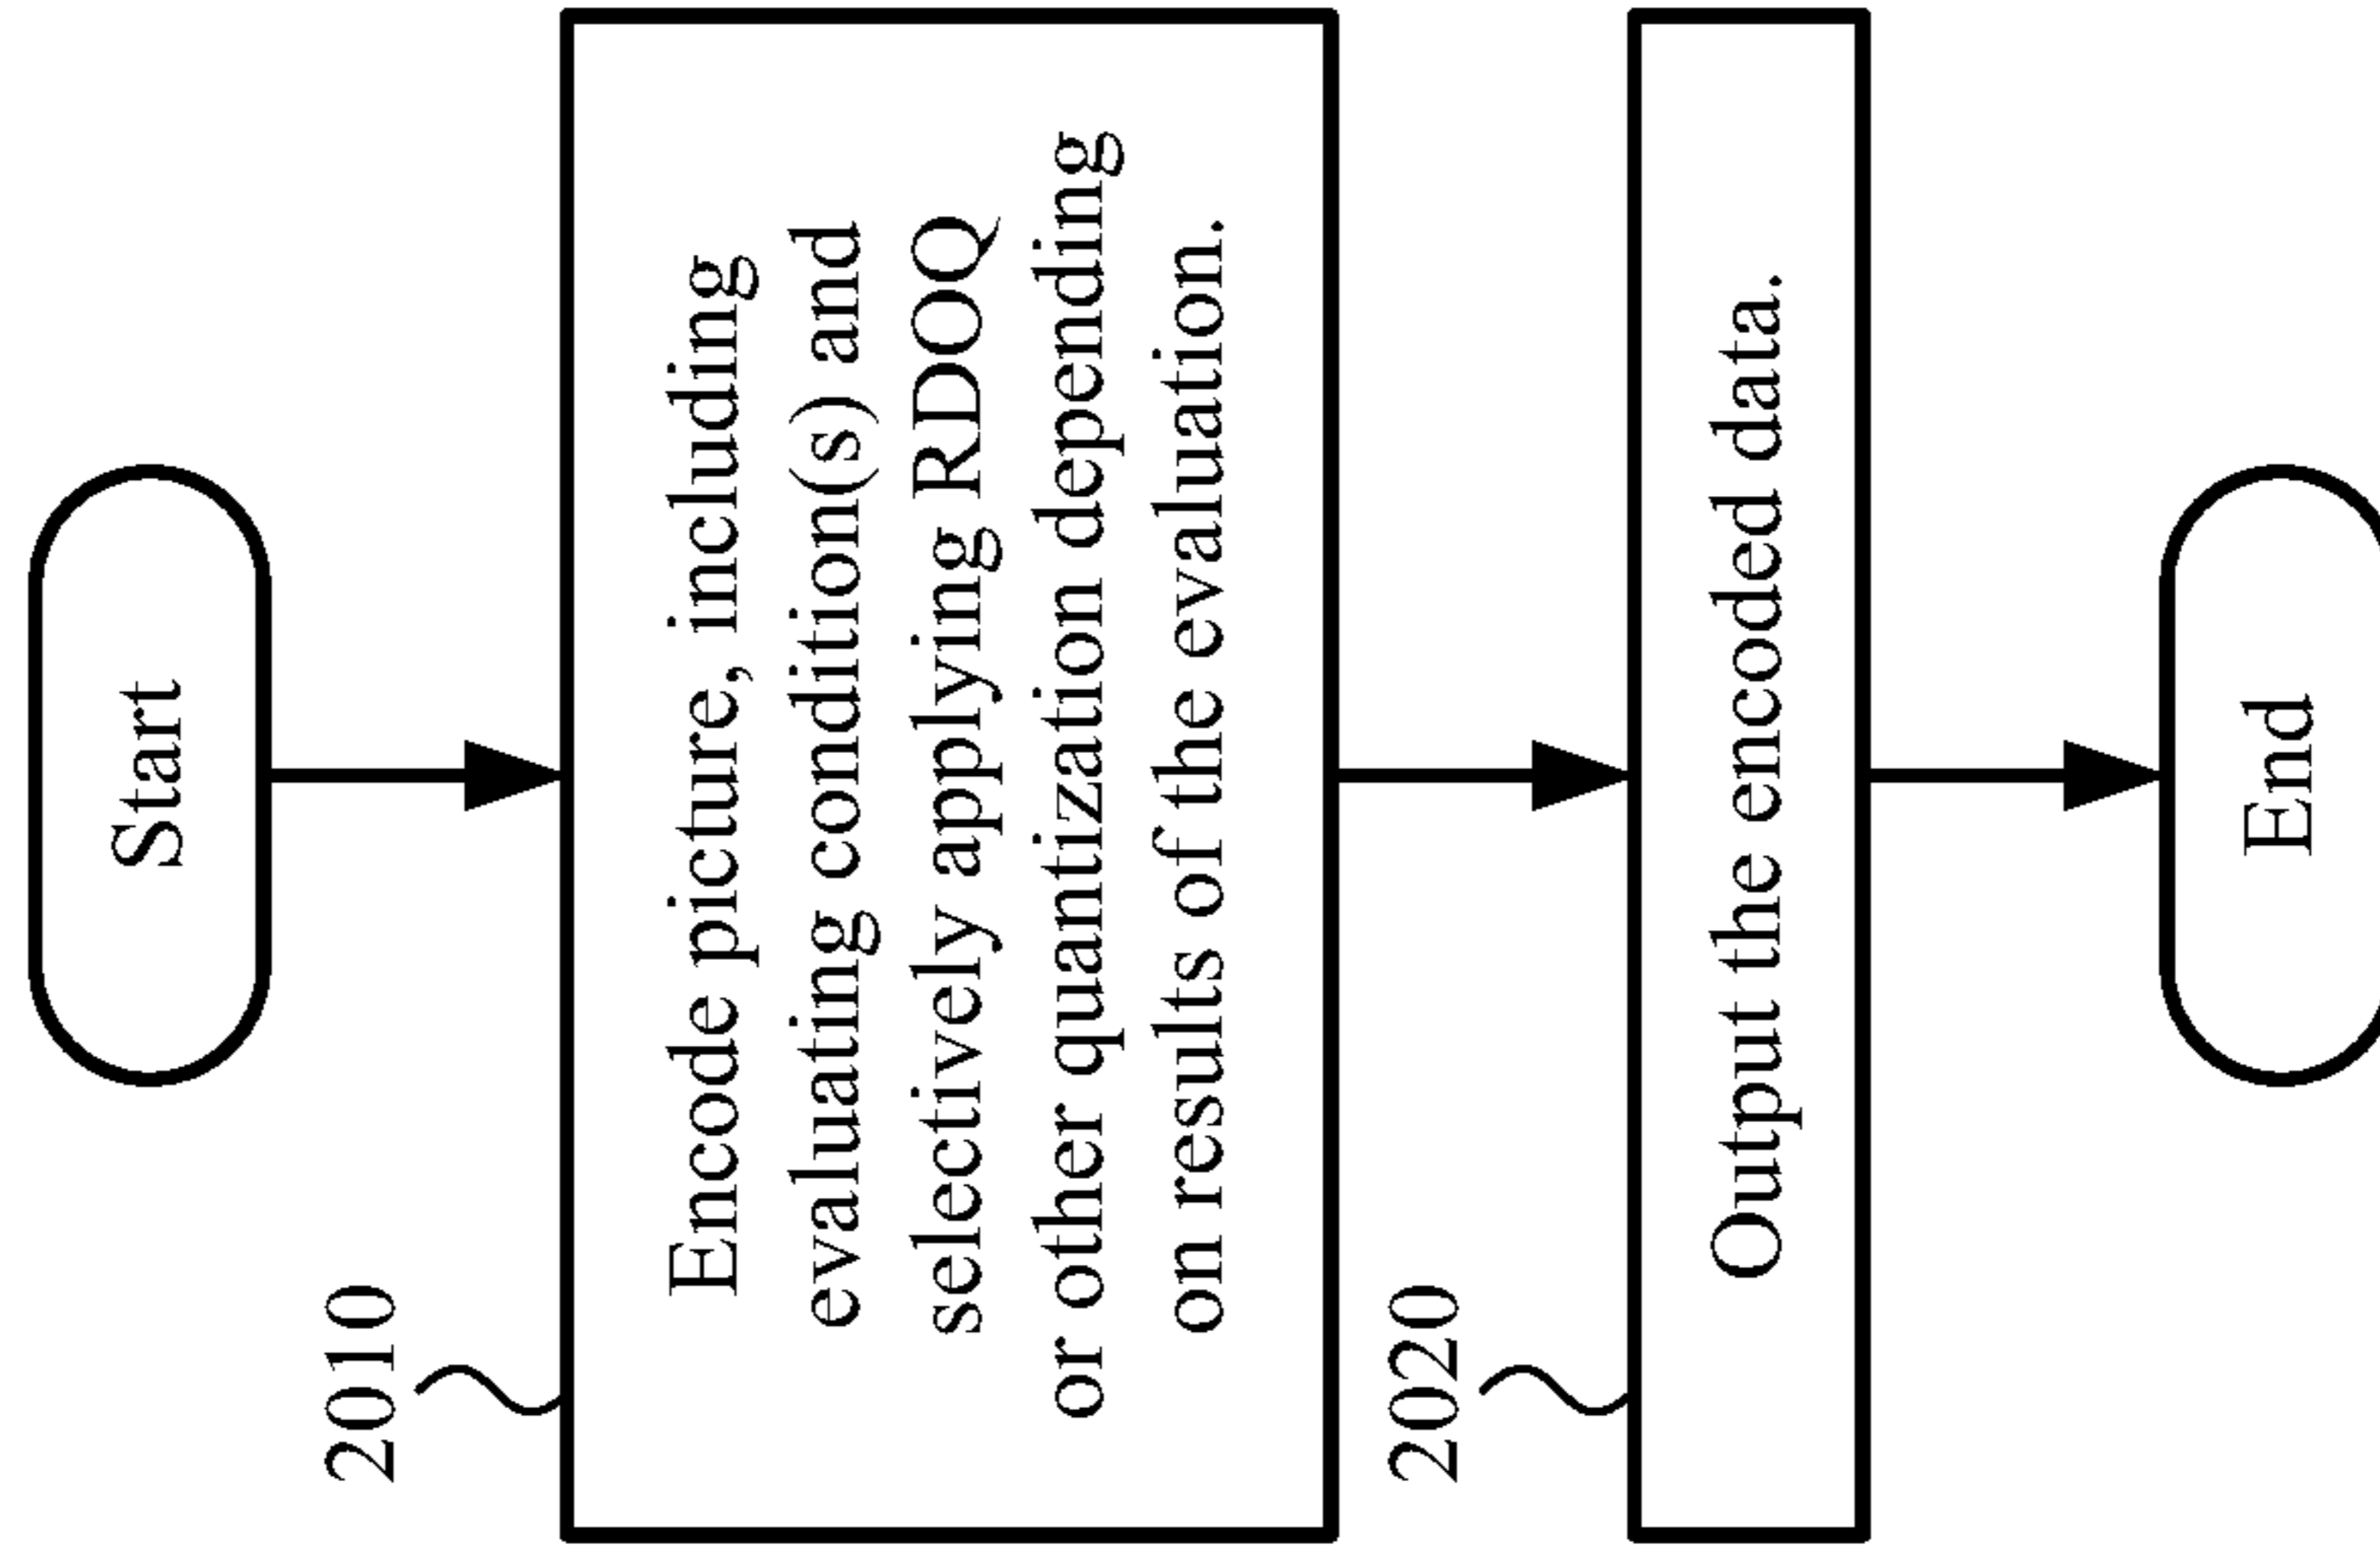 Start
2010
Encode picture, including
evaluating condition(s) and
selectively applying RDOQ
or other quantization depending
on results of the evaluation.
2020
Output the encoded data.
End